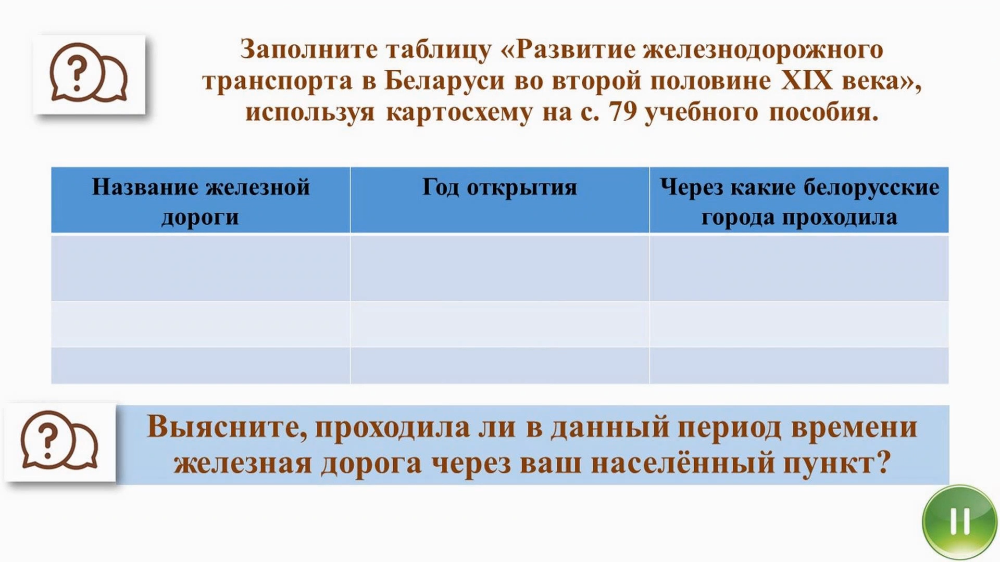 Заполните таблицу «Развитие железнодорожного
транспорта в Беларуси во второй половине XIX века»,
используя картосхему на с. 79 учебного пособия.
Название железной
дороги
Год открытия
Через какие белорусские
города проходила
Выясните, проходила ли в данный период времени
железная дорога через ваш населённый пункт?